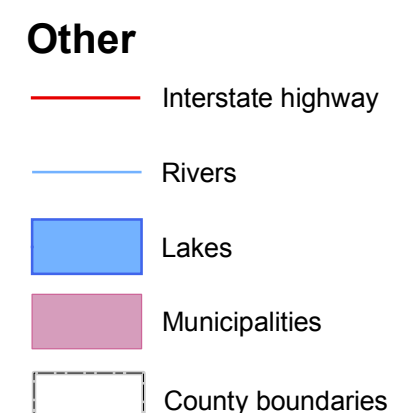 Other
Interstate highway
Rivers
Lakes
Municipalities
County boundaries